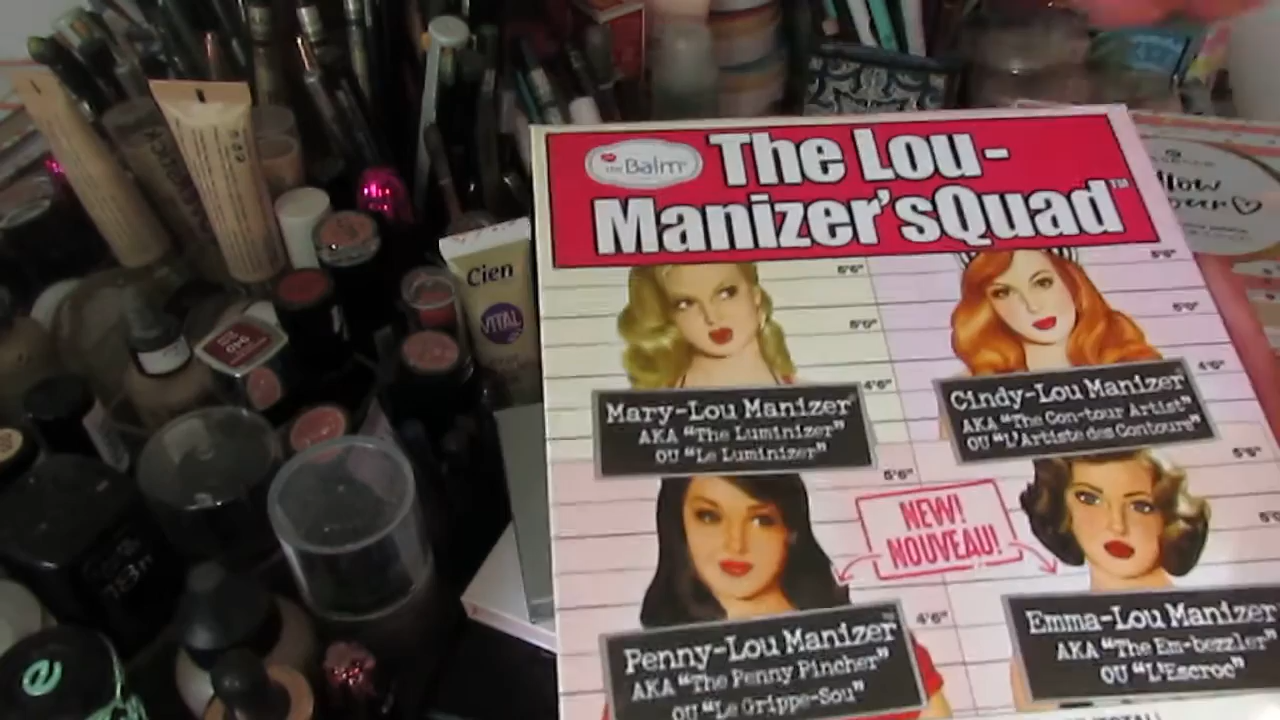 the Balm
The Lou-
Manizer'sQuad™
5'6"
5'6"
5'0"
5'0"
4'6"
4'6"
Mary-Lou Manizer
AKA "The Luminizer"
OU "Le Luminizer"
Cindy-Lou Manizer
AKA "The Con-tour Artist"
OU "L'Artiste des Contours"
5'6"
5'6"
NEW!
NOUVEAU!
4'6"
Penny-Lou Manizer™
AKA "The Penny Pincher"
OU "Le Grippe-Sou"
Emma-Lou Manizer
AKA "The Em-bezzler"
OU "L'Escroc"
Cien
VITAL
040